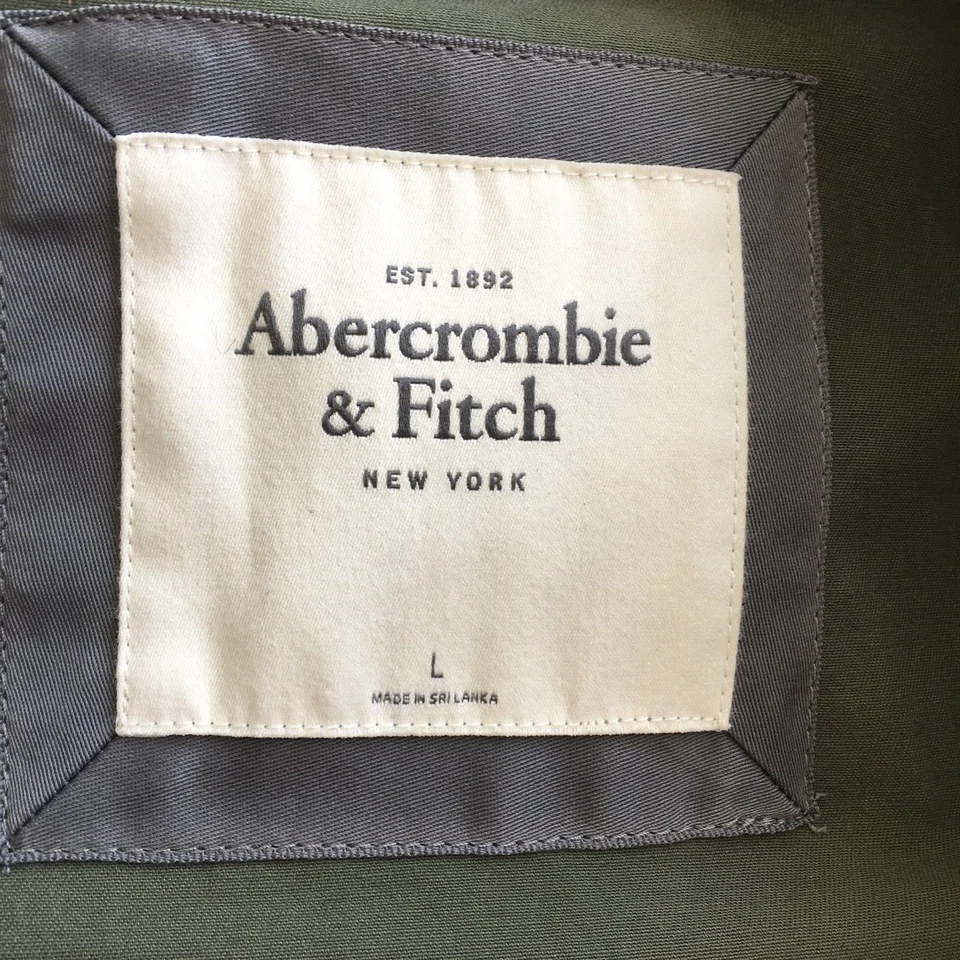 EST. 1892
Abercrombie
& Fitch
NEW YORK
L
MADE IN SRI LANKA